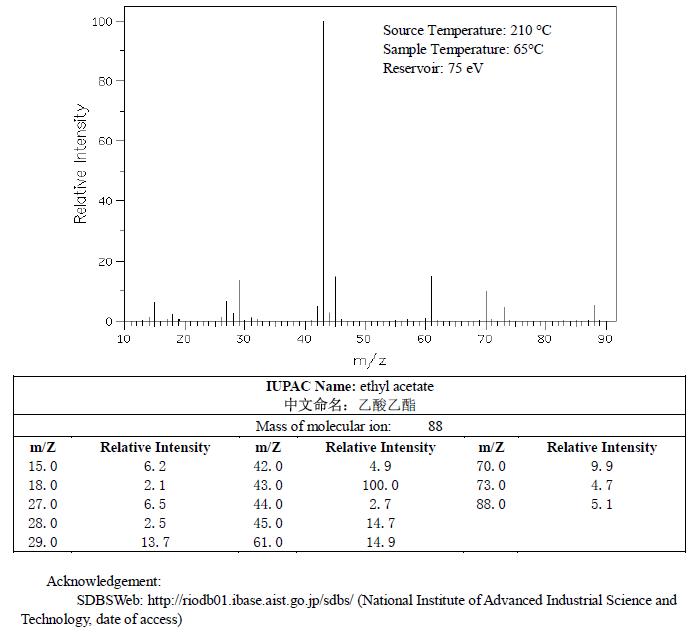 100
80
60
40
20
0
Relative Intensity
Source Temperature: 210 °C
Sample Temperature: 65°C
Reservoir: 75 eV
10 20 30 40 50 60 70 80 90
m/z
IUPAC Name: ethyl acetate
中文命名：乙酸乙酯
Mass of molecular ion: 88
m/Z Relative Intensity m/Z Relative Intensity m/Z Relative Intensity
15.0 6.2 42.0 4.9 70.0 9.9
18.0 2.1 43.0 100.0 73.0 4.7
27.0 6.5 44.0 2.7 88.0 5.1
28.0 2.5 45.0 14.7
29.0 13.7 61.0 14.9
Acknowledgement:
SDBSWeb: http://riodb01.ibase.aist.go.jp/sdbs/ (National Institute of Advanced Industrial Science and
Technology, date of access)